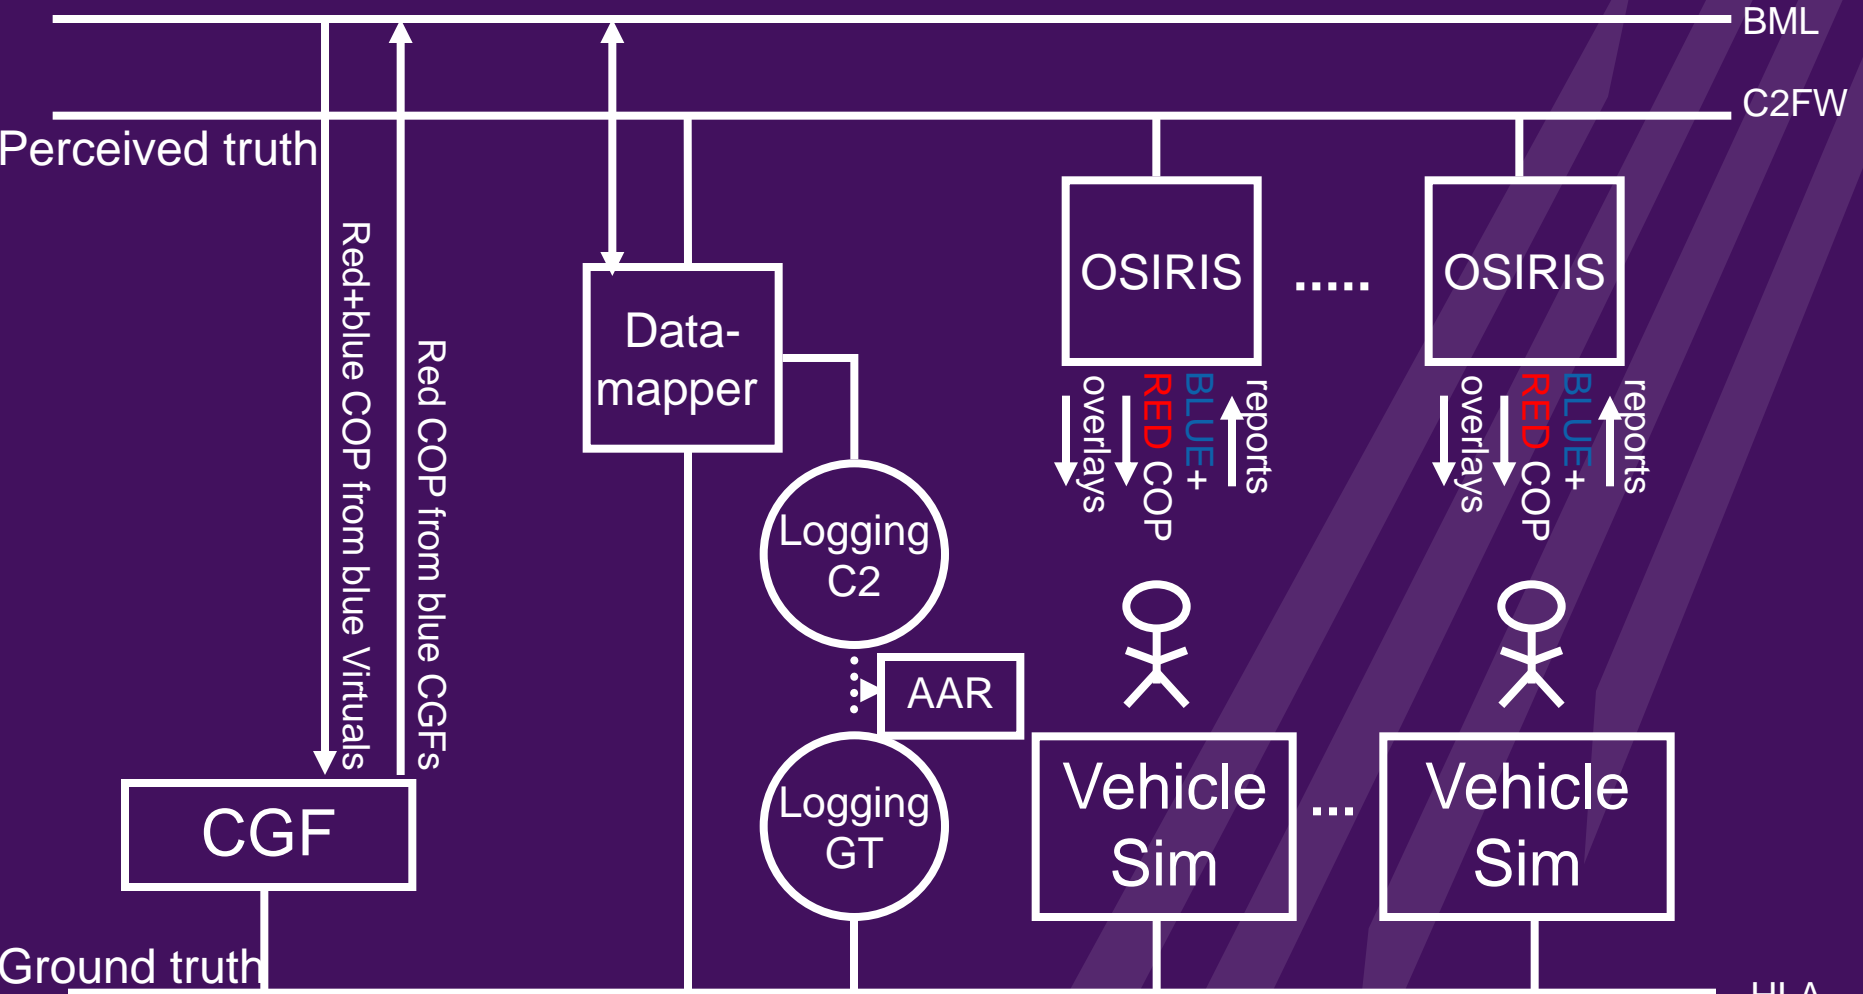 BML
C2FW
Perceived truth
Red+blue COP from blue Virtuals
Red COP from blue CGFs
Data-
mapper
OSIRIS
.....
OSIRIS
overlays
RED COP
BLUE+
reports
overlays
RED COP
BLUE+
reports
Logging
C2
AAR
Logging
GT
CGF
Vehicle
Sim
...
Vehicle
Sim
Ground truth
HLA